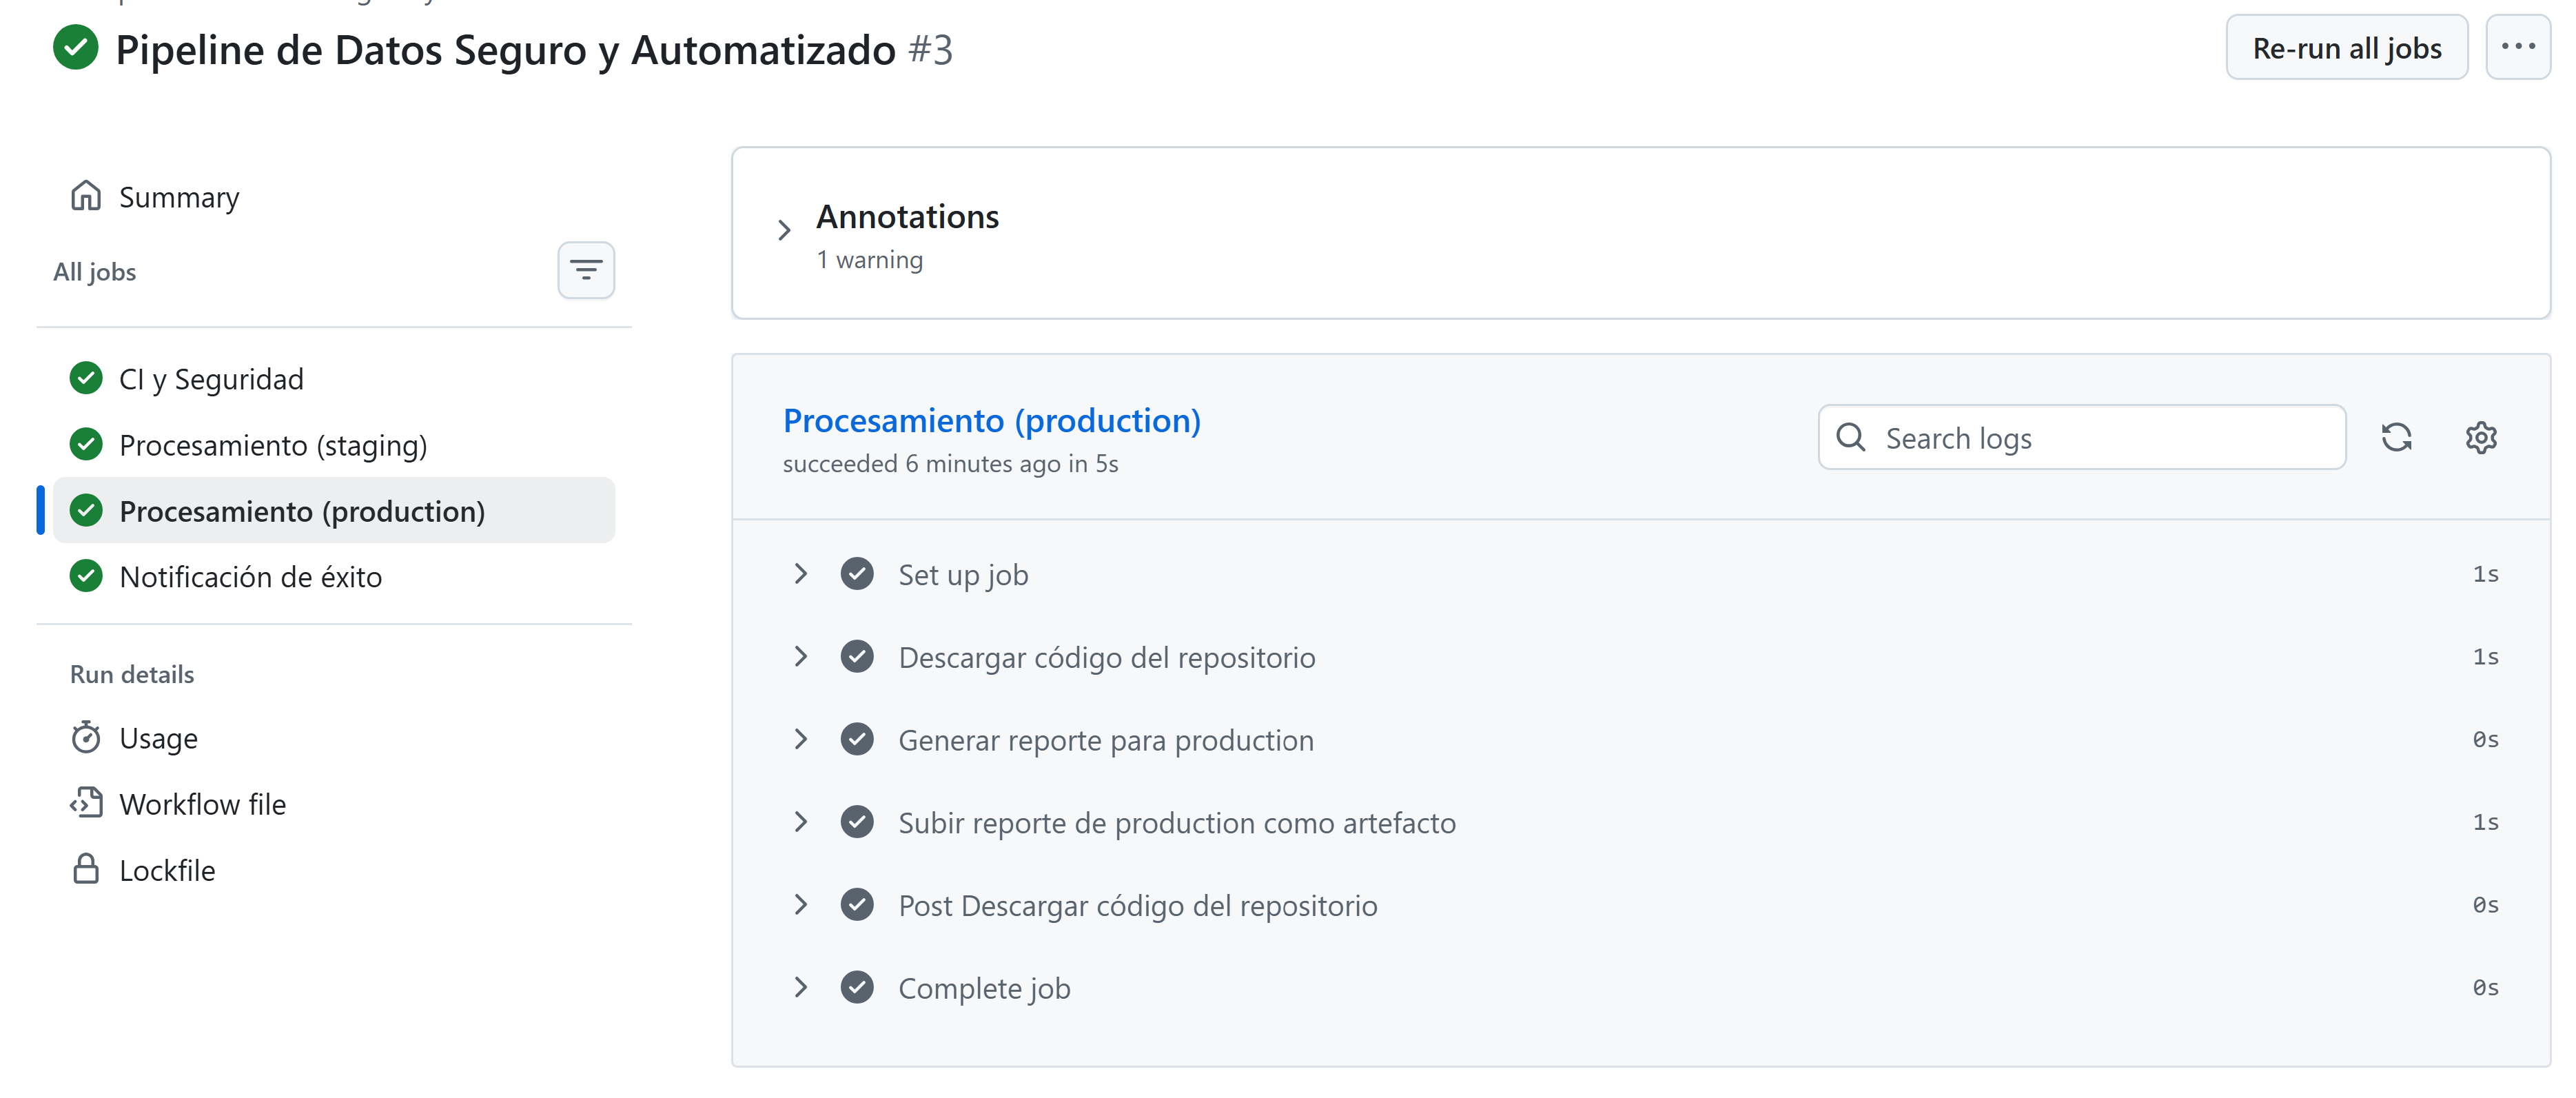 Pipeline de Datos Seguro y Automatizado #3
Re-run all jobs
Summary
All jobs
CI y Seguridad
Procesamiento (staging)
Procesamiento (production)
Notificación de éxito
Run details
Usage
Workflow file
Lockfile
Annotations
1 warning
Procesamiento (production)
succeeded 6 minutes ago in 5s
Search logs
Set up job 1s
Descargar código del repositorio 1s
Generar reporte para production 0s
Subir reporte de production como artefacto 1s
Post Descargar código del repositorio 0s
Complete job 0s